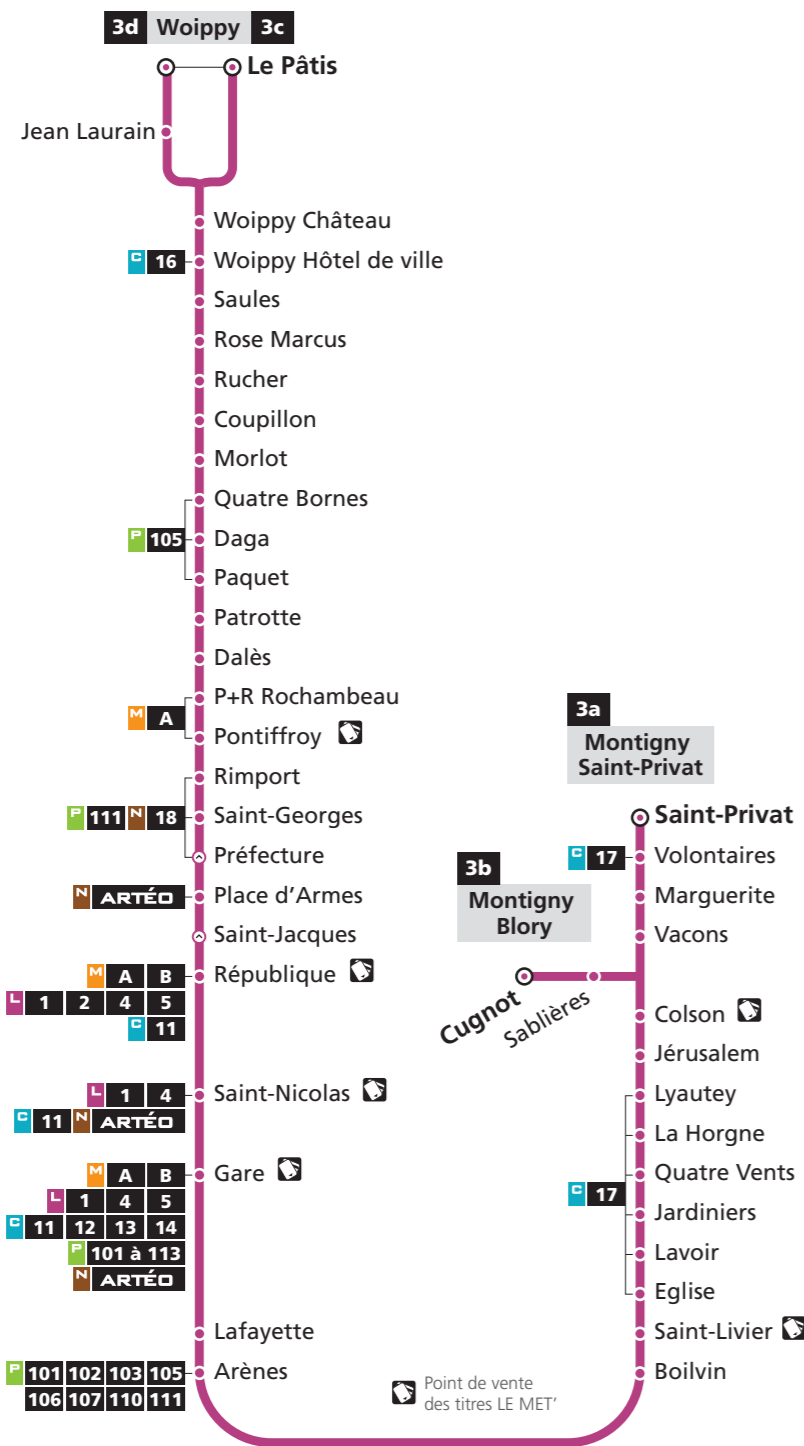 3d Woippy 3c
Le Pâtis
Jean Laurain
Woippy Château
C 16 Woippy Hôtel de ville
Saules
Rose Marcus
Rucher
Coupillon
Morlot
Quatre Bornes
P 105 Daga
Paquet
Patrotte
Dalès
P+R Rochambeau
M A
Pontiffroy
Rimport
P 111 N 18 Saint-Georges
Préfecture
N ARTÉO Place d'Armes
Saint-Jacques
M A B République
L 1 2 4 5
C 11
L 1 4 Saint-Nicolas
C 11 N ARTÉO
M A B Gare
L 1 4 5
C 11 12 13 14
P 101 à 113
N ARTÉO
Lafayette
P 101 102 103 105 Arènes
106 107 110 111
3a
Montigny
Saint-Privat
Saint-Privat
C 17 Volontaires
Marguerite
Vacons
3b
Montigny
Blory
Cugnot
Sablières
Colson
Jérusalem
Lyautey
La Horgne
Quatre Vents
C 17
Jardiniers
Lavoir
Eglise
Saint-Livier
Boilvin
Point de vente
des titres LE MET'